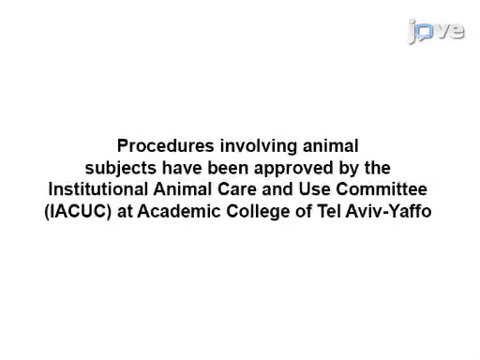 jove
Procedures involving animal
subjects have been approved by the
Institutional Animal Care and Use Committee
(IACUC) at Academic College of Tel Aviv-Yaffo